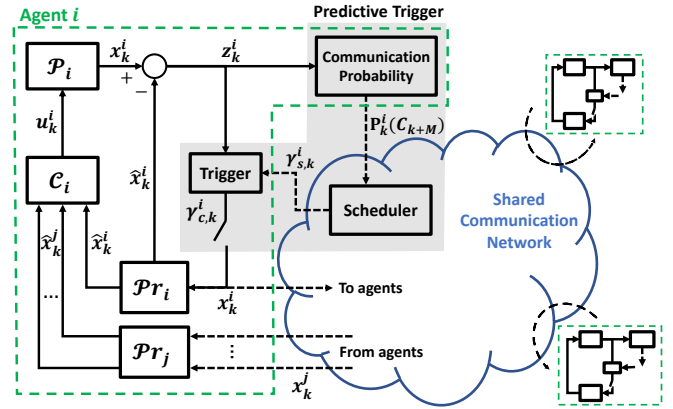 Agent i
Predictive Trigger
x_k^i
z_k^i
𝒫_i
+
−
Communication
Probability
u_k^i
P_k^i(C_{k+M})
x̂_k^i
γ_{s,k}^i
𝒞_i
Trigger
Scheduler
Shared
Communication
Network
γ_{c,k}^i
x̂_k^j
x̂_k^i
...
𝒫r_i
x_k^i
To agents
𝒫r_j
⋮
From agents
⋮
x_k^j